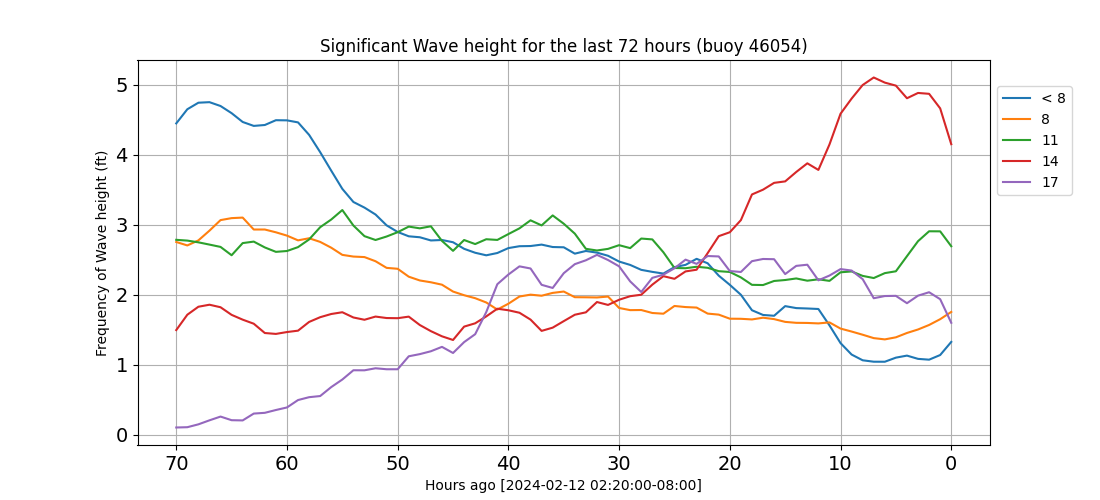 Significant Wave height for the last 72 hours (buoy 46054)
Frequency of Wave height (ft)
5
4
3
2
1
0
70 60 50 40 30 20 10 0
Hours ago [2024-02-12 02:20:00-08:00]
< 8
8
11
14
17